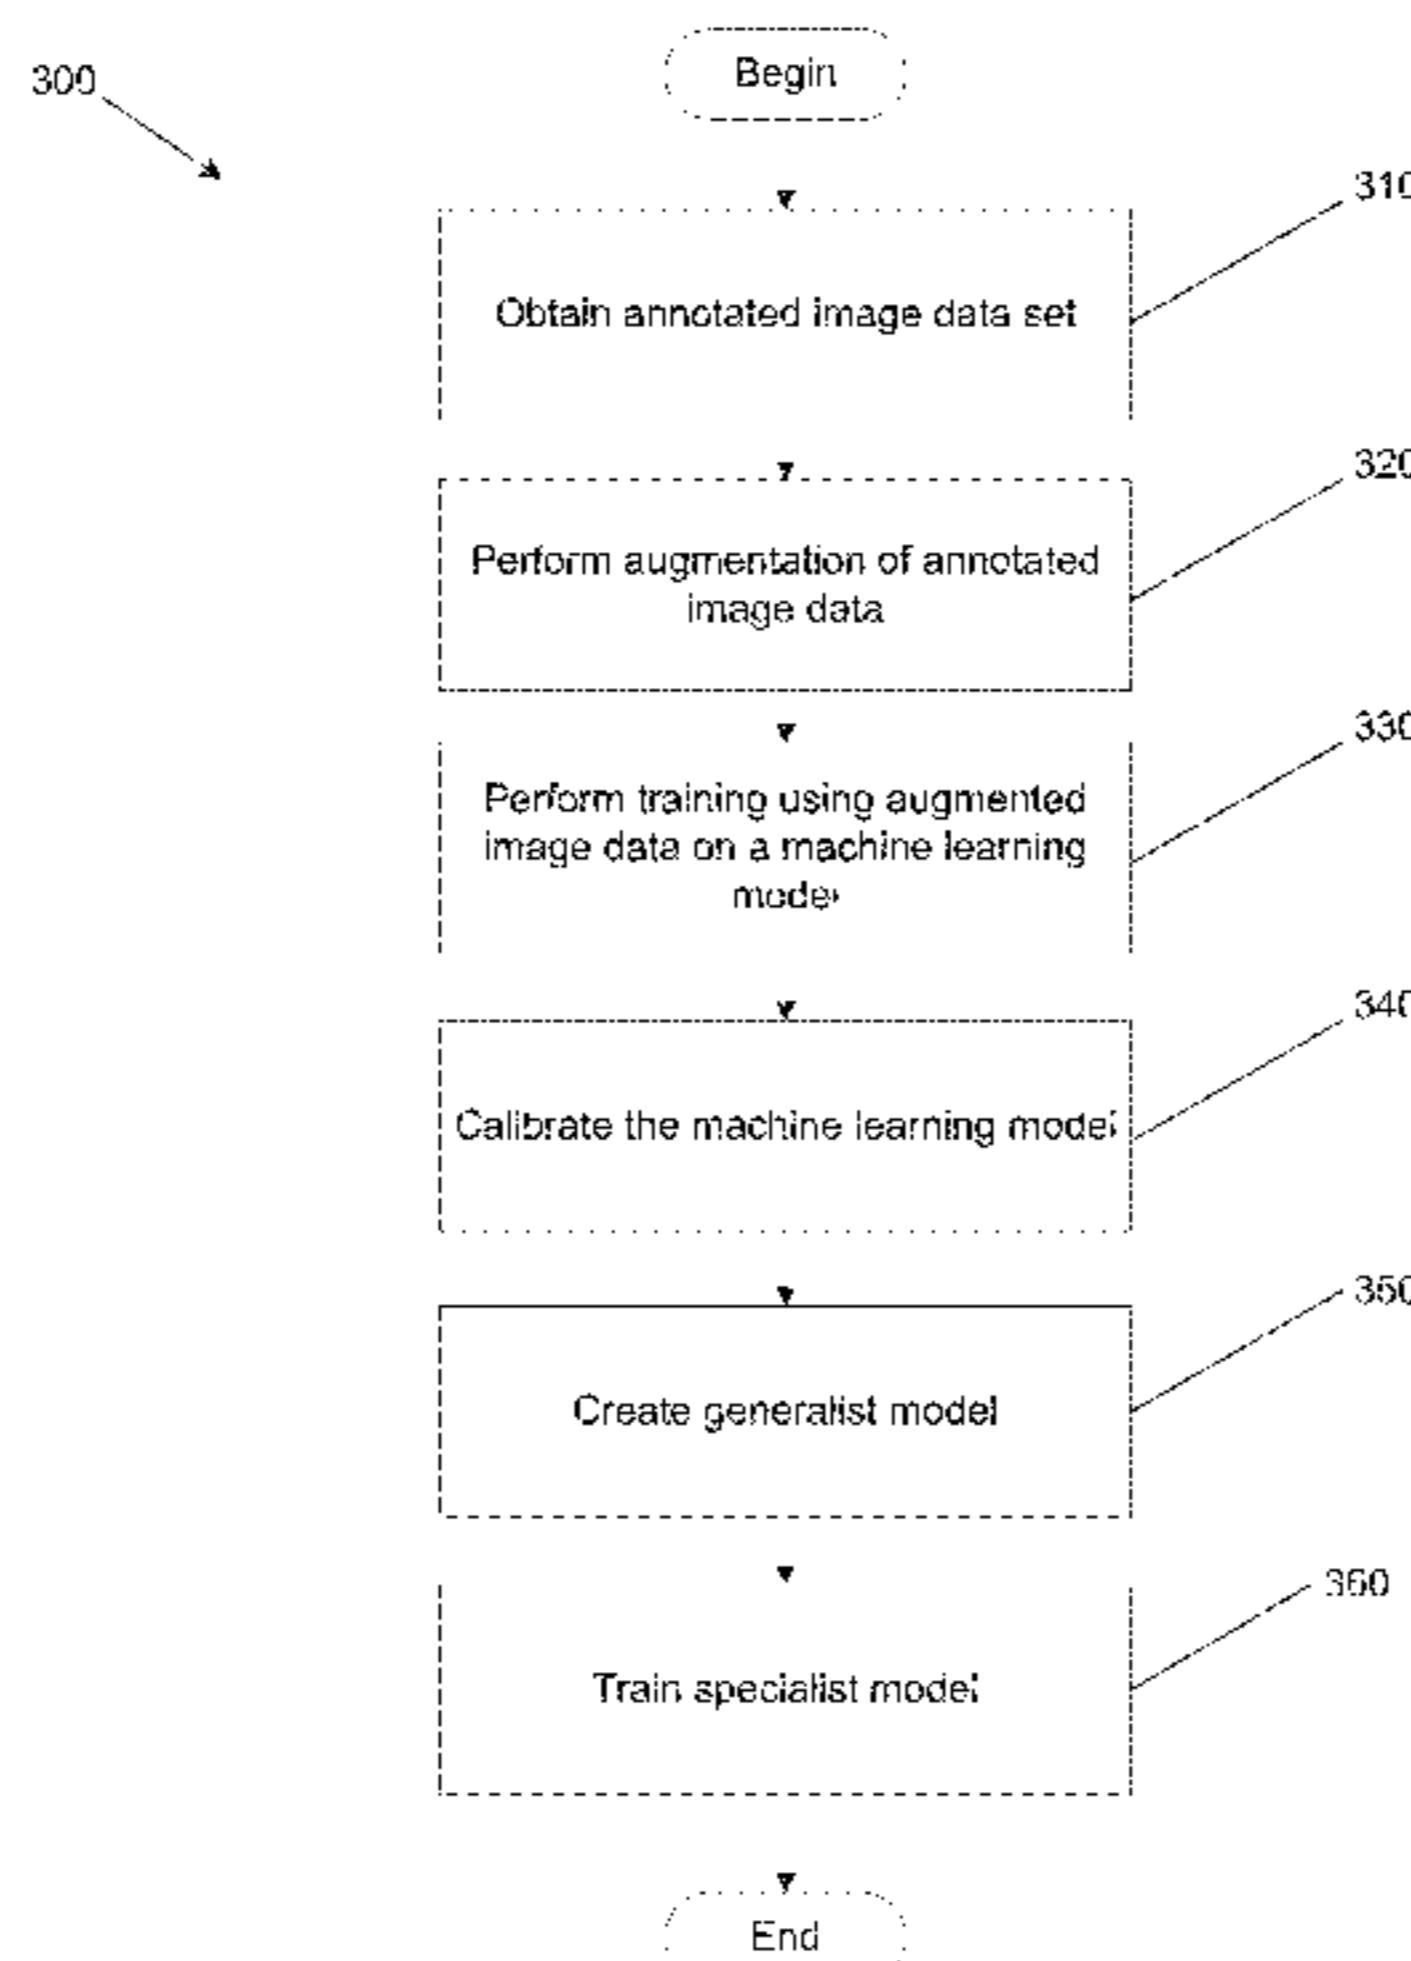 300
Begin
310
Obtain annotated image data set
320
Perform augmentation of annotated
image data
330
Perform training using augmented
image data on a machine learning
model
340
Calibrate the machine learning model
350
Create generalist model
360
Train specialist model
End